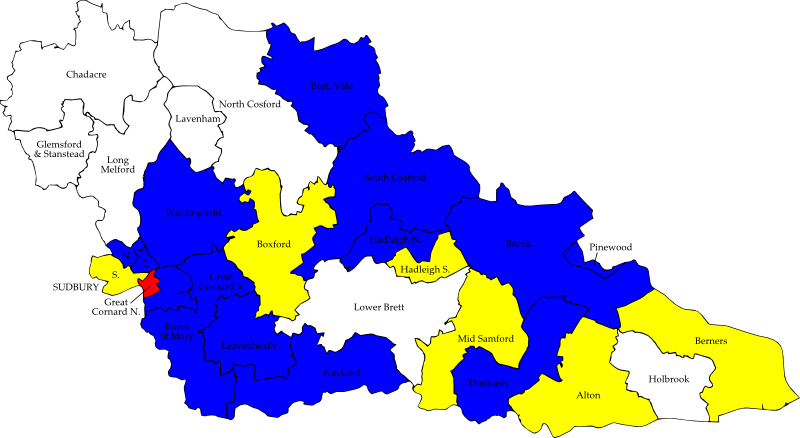 Chadacre
Brett Vale
North Cosford
Lavenham
Glemsford
& Stanstead
Long
Melford
South Cosford
Waldingfield
Hadleigh N.
Boxford
Brook
Pinewood
N.
E.
S.
Hadleigh S.
SUDBURY
Great
Cornard S.
Great
Cornard N.
Lower Brett
Bures
St Mary
Mid Samford
Berners
Leavenheath
Nayland
Dodnash
Holbrook
Alton